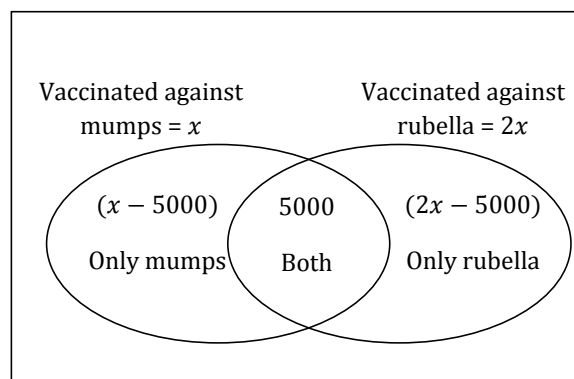 Vaccinated against
mumps = x
Vaccinated against
rubella = 2x
(x − 5000)
5000
(2x − 5000)
Only mumps
Both
Only rubella